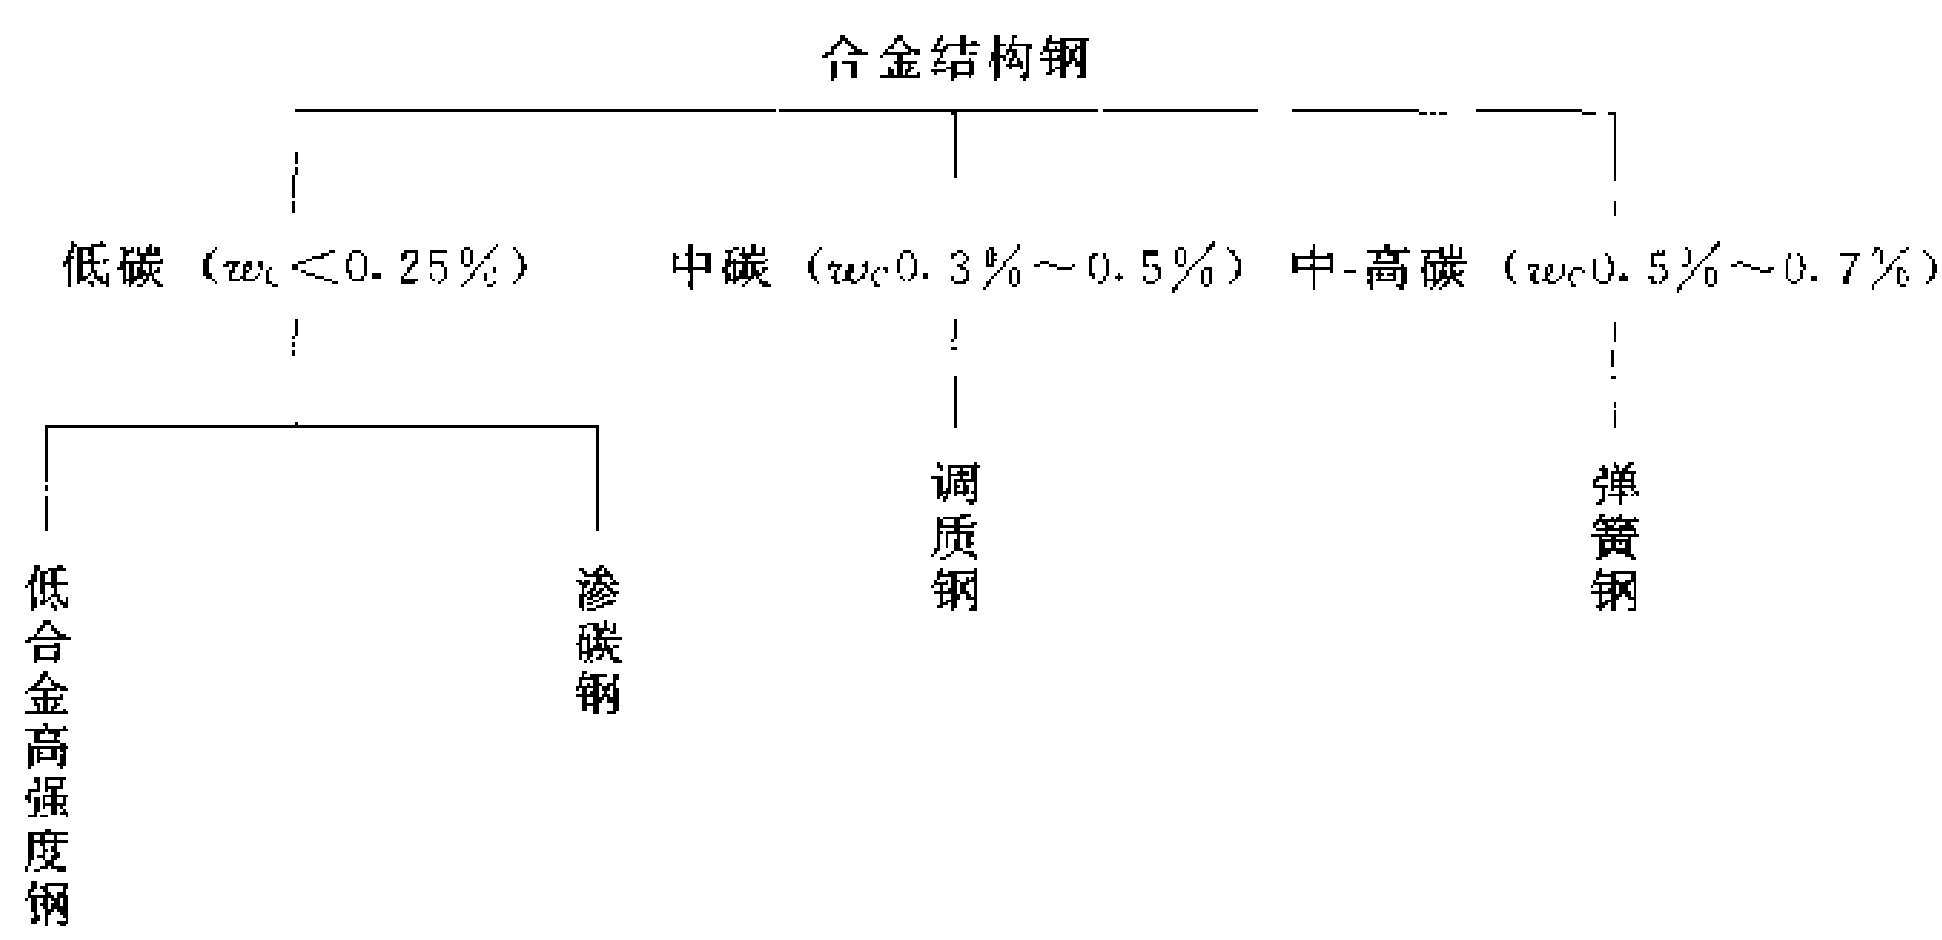 合金结构钢
低碳（wc＜0.25%） 中碳（wc0.3%～0.5%） 中-高碳（wc0.5%～0.7%）
低合金高强度钢
渗碳钢
调质钢
弹簧钢